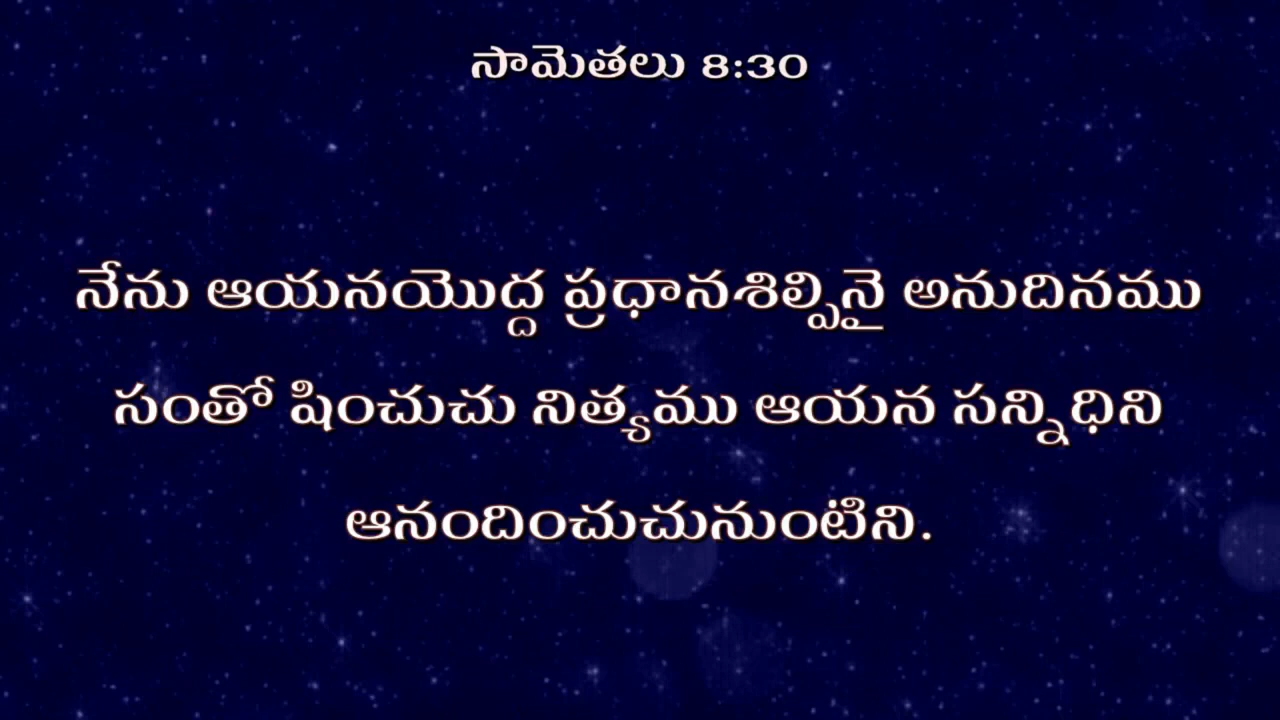 సామెతలు 8:30
నేను ఆయనయొద్ద ప్రధానశిల్పినై అనుదినము
సంతో షించుచు నిత్యము ఆయన సన్నిధిని
ఆనందించుచునుంటిని.